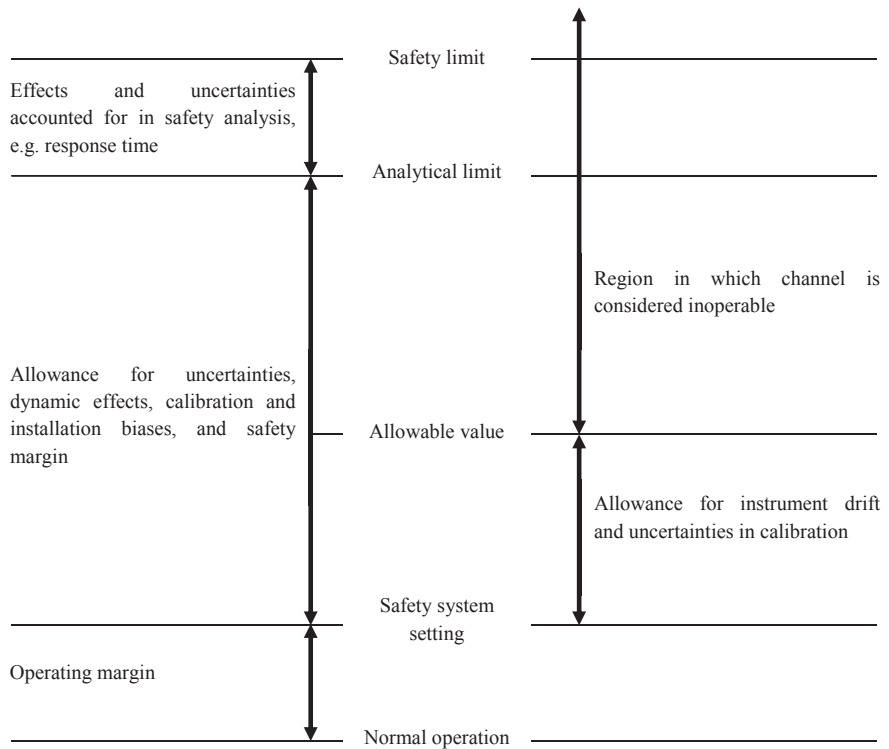 Safety limit
Effects and uncertainties
accounted for in safety analysis,
e.g. response time
Analytical limit
Region in which channel is
considered inoperable
Allowance for uncertainties,
dynamic effects, calibration and
installation biases, and safety
margin
Allowable value
Allowance for instrument drift
and uncertainties in calibration
Safety system
setting
Operating margin
Normal operation